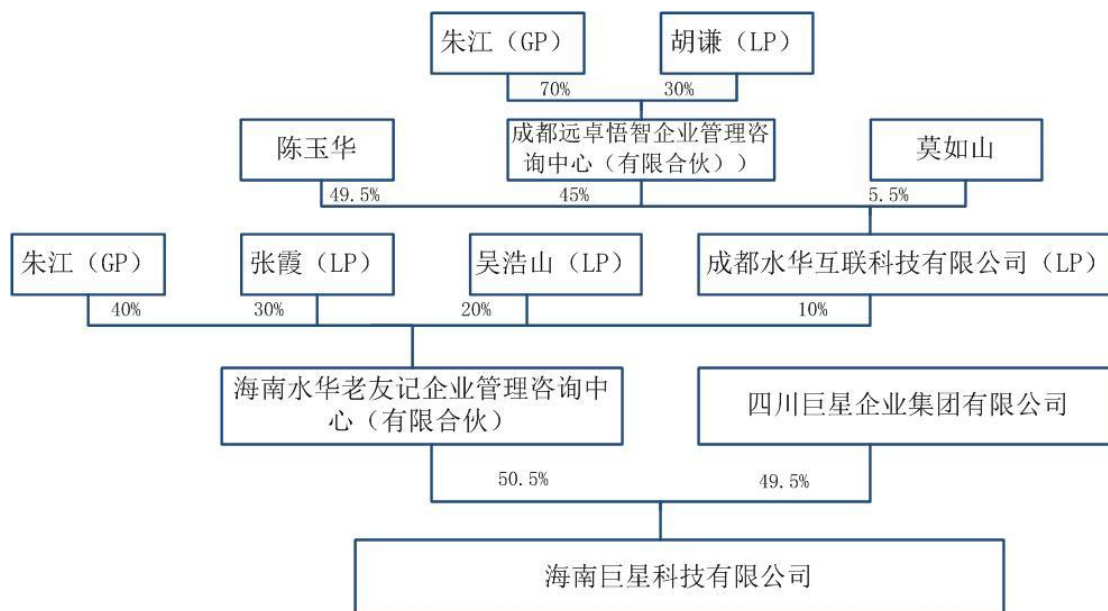 朱江（GP）
胡谦（LP）
70%
30%
陈玉华
成都远卓悟智企业管理咨
询中心（有限合伙））
莫如山
49.5%
45%
5.5%
朱江（GP）
张霞（LP）
吴浩山（LP）
成都水华互联科技有限公司（LP）
40%
30%
20%
10%
海南水华老友记企业管理咨询中
心（有限合伙）
四川巨星企业集团有限公司
50.5%
49.5%
海南巨星科技有限公司